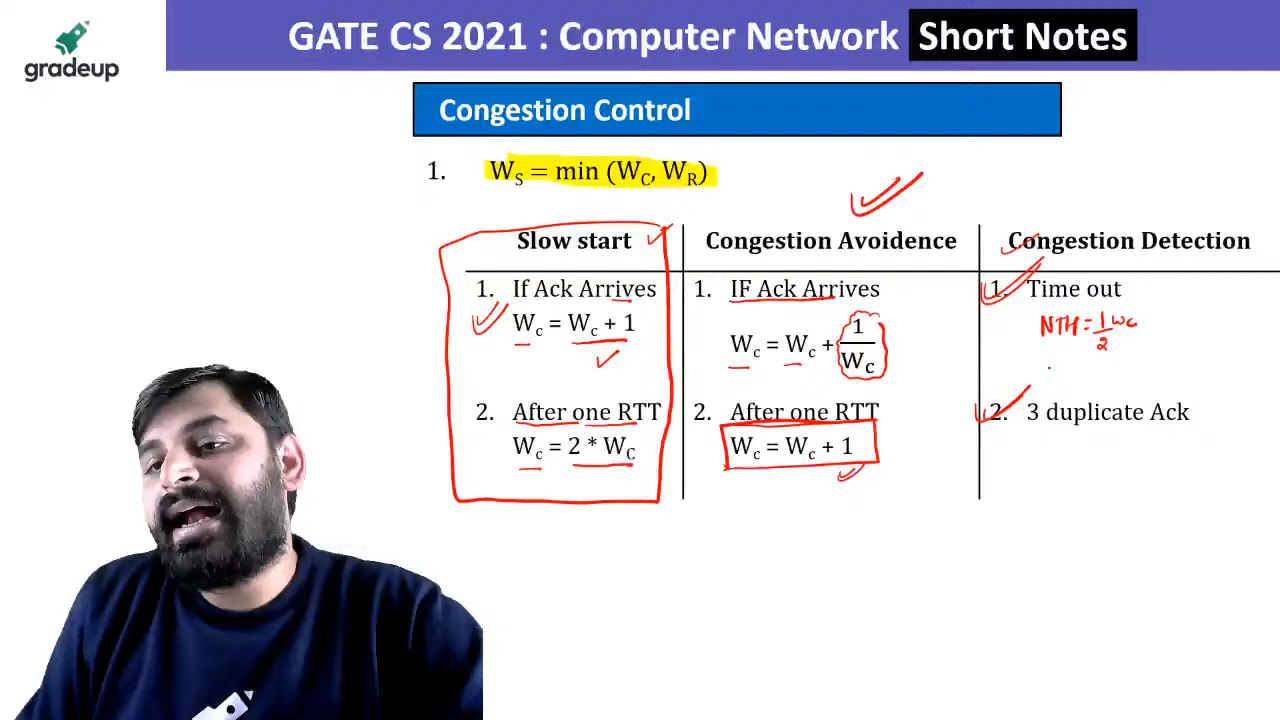 GATE CS 2021 : Computer Network Short Notes
gradeup
Congestion Control
1. WS = min (WC, WR)
Slow start
1. If Ack Arrives
Wc = Wc + 1
2. After one RTT
Wc = 2 * WC
Congestion Avoidence
1. IF Ack Arrives
Wc = Wc + 1/Wc
2. After one RTT
Wc = Wc + 1
Congestion Detection
1. Time out
NTH = 1/2 Wc
2. 3 duplicate Ack